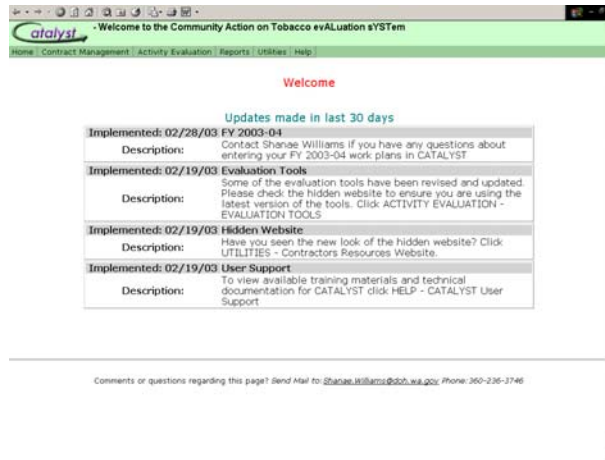 Catalyst
- Welcome to the Community Action on Tobacco evALuation sYSTem
Home | Contract Management | Activity Evaluation | Reports | Utilities | Help
Welcome
Updates made in last 30 days
Implemented: 02/28/03 FY 2003-04
Description: Contact Shanae Williams if you have any questions about
entering your FY 2003-04 work plans in CATALYST
Implemented: 02/19/03 Evaluation Tools
Some of the evaluation tools have been revised and updated.
Please check the hidden website to ensure you are using the
Description: latest version of the tools. Click ACTIVITY EVALUATION -
EVALUATION TOOLS
Implemented: 02/19/03 Hidden Website
Description: Have you seen the new look of the hidden website? Click
UTILITIES - Contractors Resources Website.
Implemented: 02/19/03 User Support
To view available training materials and technical
Description: documentation for CATALYST click HELP - CATALYST User
Support
Comments or questions regarding this page? Send Mail to: Shanae.Williams@doh.wa.gov Phone: 360-236-3746